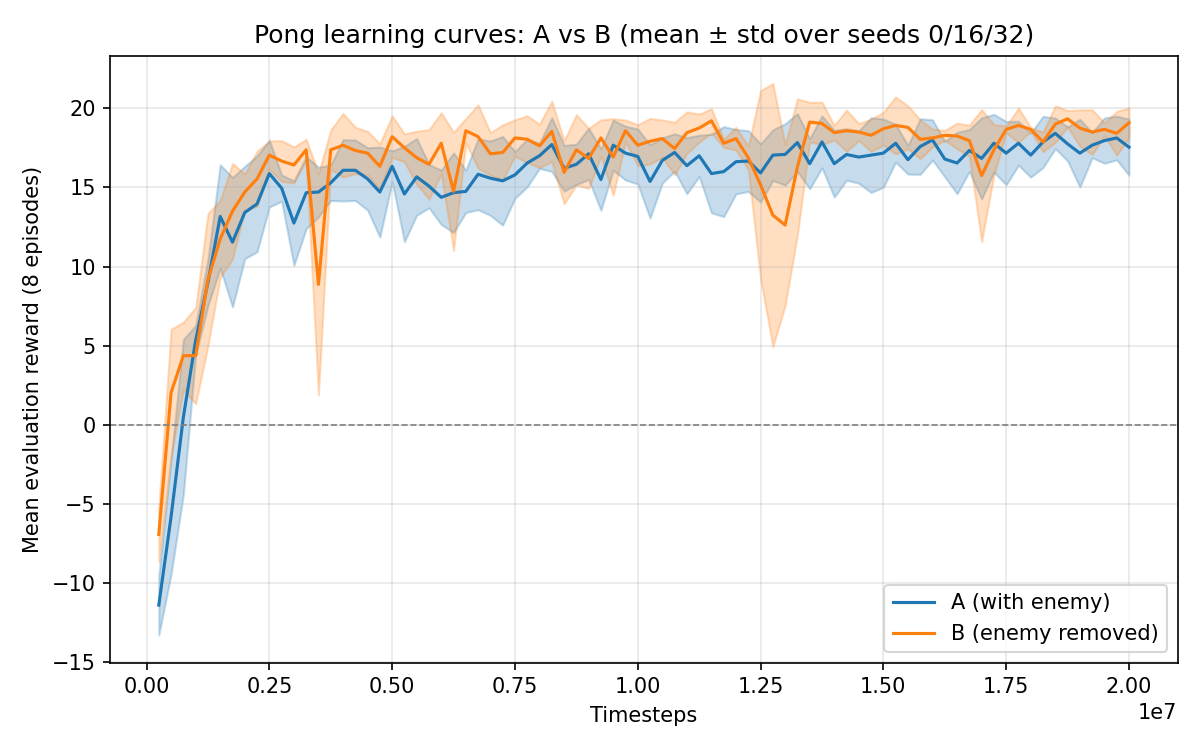 Pong learning curves: A vs B (mean ± std over seeds 0/16/32)
Mean evaluation reward (8 episodes)
20
15
10
5
0
−5
−10
−15
A (with enemy)
B (enemy removed)
0.00 0.25 0.50 0.75 1.00 1.25 1.50 1.75 2.00
1e7
Timesteps